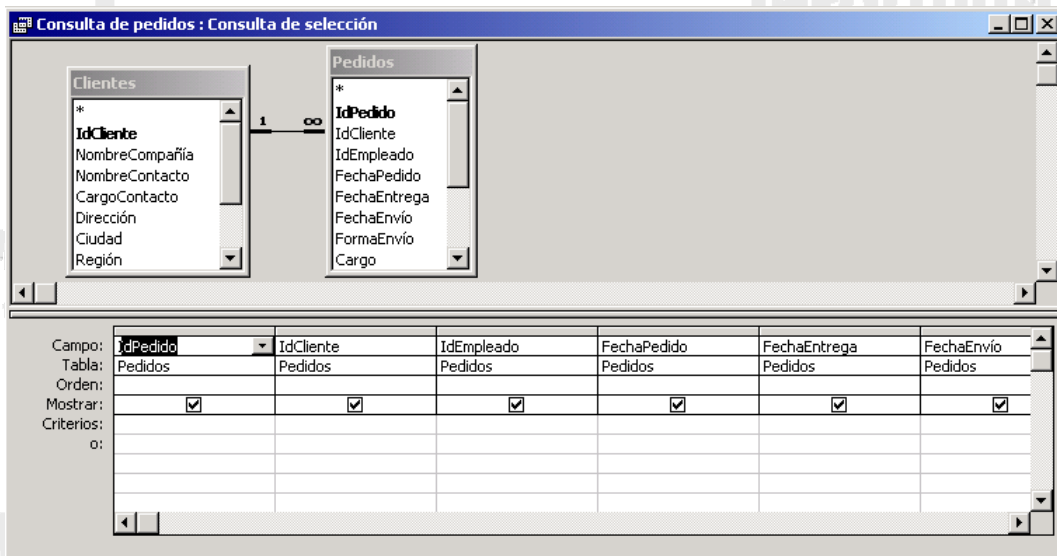 Consulta de pedidos : Consulta de selección
Clientes
*
IdCliente
NombreCompañía
NombreContacto
CargoContacto
Dirección
Ciudad
Región
1 ∞
Pedidos
*
IdPedido
IdCliente
IdEmpleado
FechaPedido
FechaEntrega
FechaEnvío
FormaEnvío
Cargo
Campo: IdPedido IdCliente IdEmpleado FechaPedido FechaEntrega FechaEnvío
Tabla: Pedidos Pedidos Pedidos Pedidos Pedidos Pedidos
Orden:
Mostrar:
Criterios:
o: